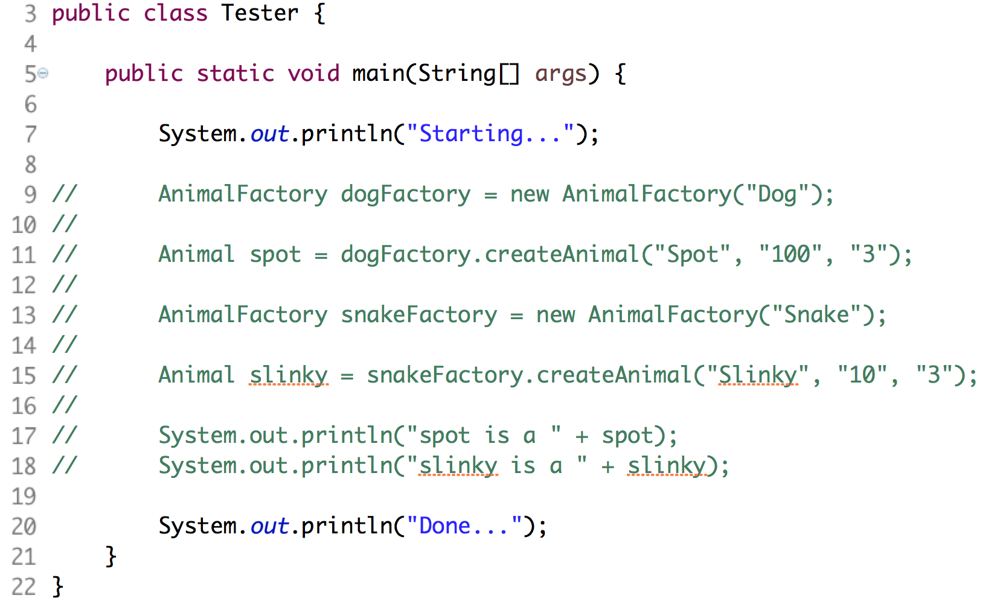 3 public class Tester {
4
5 public static void main(String[] args) {
6
7 System.out.println("Starting...");
8
9 // AnimalFactory dogFactory = new AnimalFactory("Dog");
10 //
11 // Animal spot = dogFactory.createAnimal("Spot", "100", "3");
12 //
13 // AnimalFactory snakeFactory = new AnimalFactory("Snake");
14 //
15 // Animal slinky = snakeFactory.createAnimal("Slinky", "10", "3");
16 //
17 // System.out.println("spot is a " + spot);
18 // System.out.println("slinky is a " + slinky);
19
20 System.out.println("Done...");
21 }
22 }